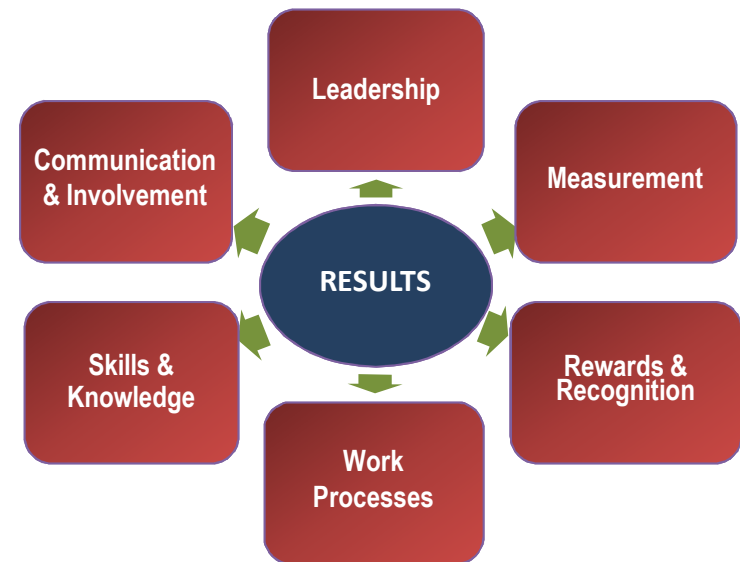 Leadership
Communication
& Involvement
Measurement
RESULTS
Skills &
Knowledge
Rewards &
Recognition
Work
Processes